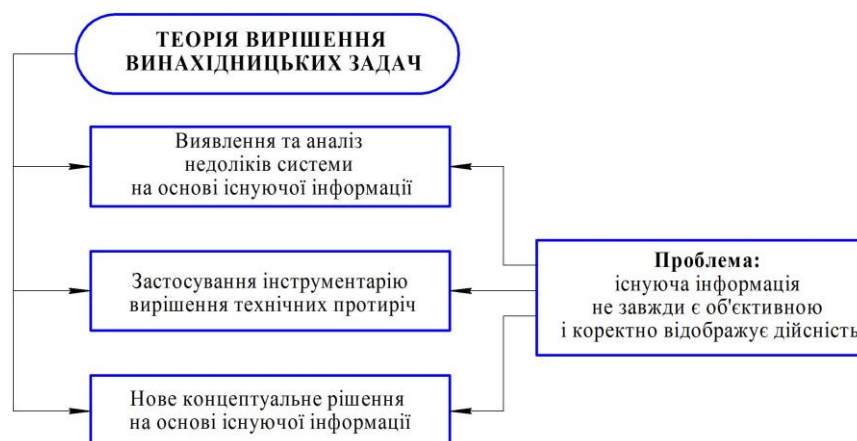 ТЕОРІЯ ВИРІШЕННЯ
ВИНАХІДНИЦЬКИХ ЗАДАЧ
Виявлення та аналіз
недоліків системи
на основі існуючої інформації
Застосування інструментарію
вирішення технічних протиріч
Нове концептуальне рішення
на основі існуючої інформації
Проблема:
існуюча інформація
не завжди є об'єктивною
і коректно відображує дійсність